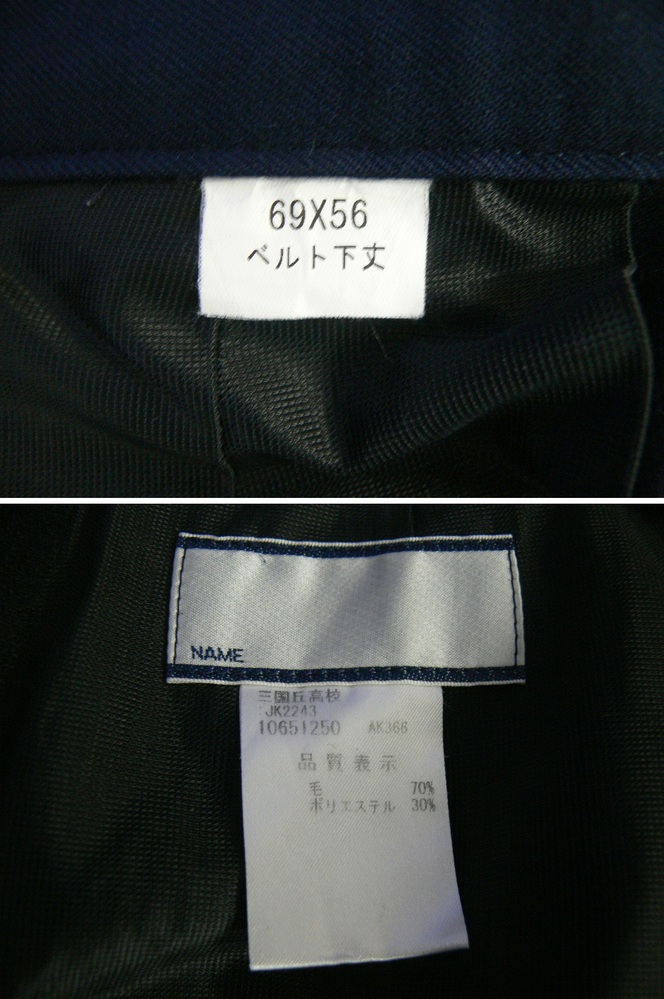 69X56
ベルト下丈
NAME
三国丘高校
:JK2243
10651250 AK366
品質表示
毛 70%
ポリエステル 30%